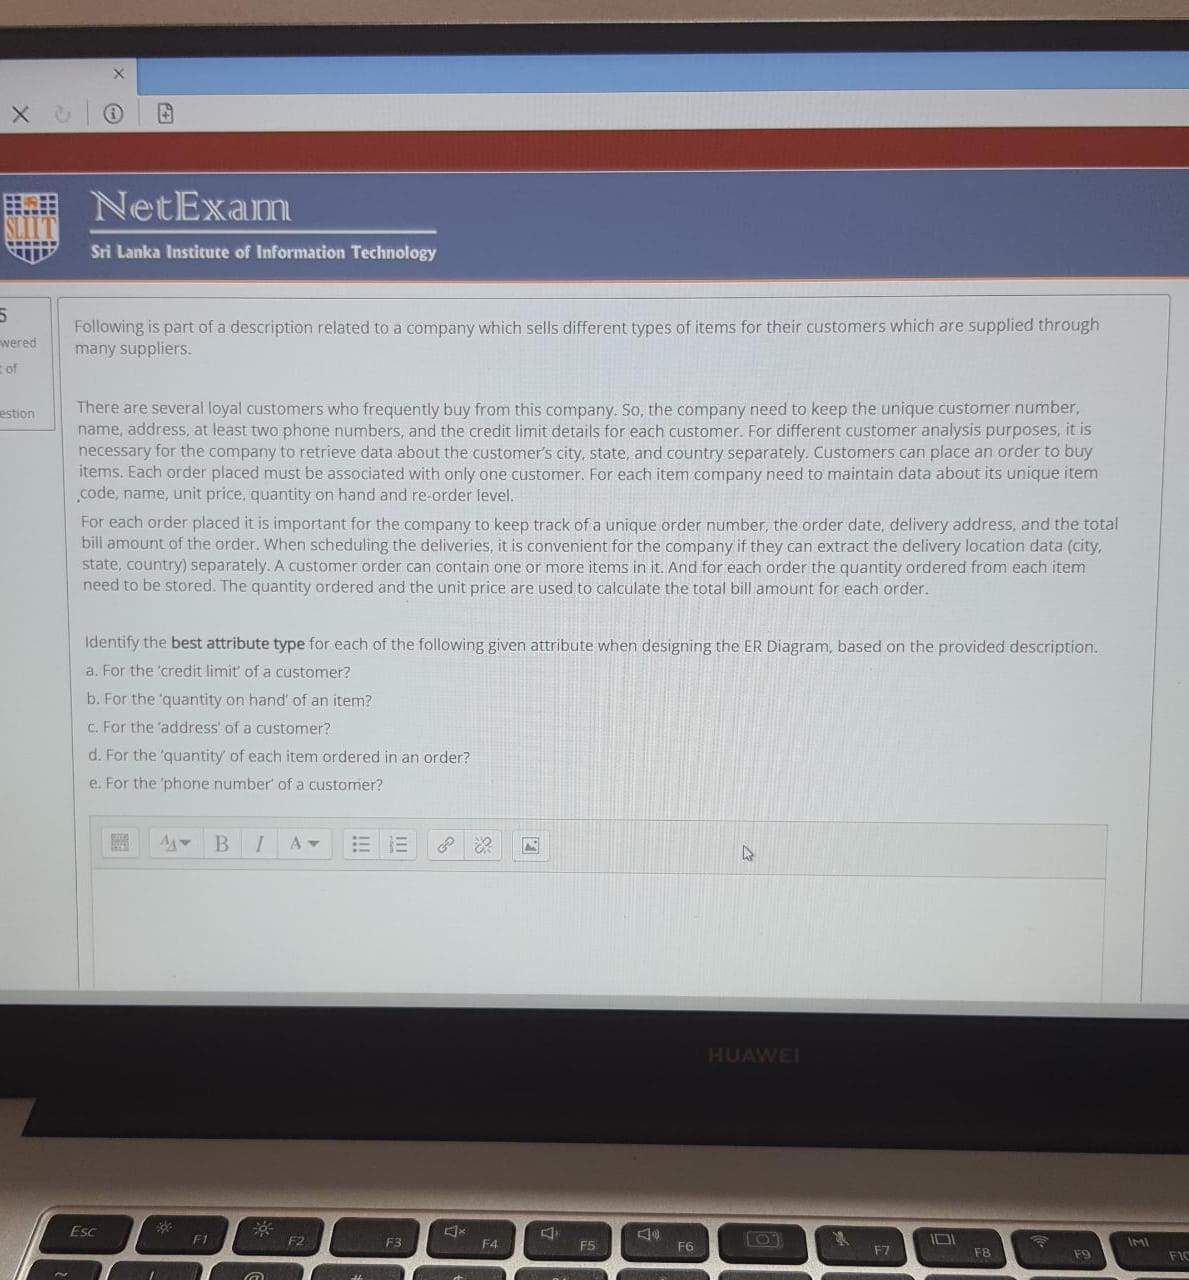 SLIIT
NetExam
Sri Lanka Institute of Information Technology
5
wered
t of
estion
Following is part of a description related to a company which sells different types of items for their customers which are supplied through
many suppliers.
There are several loyal customers who frequently buy from this company. So, the company need to keep the unique customer number,
name, address, at least two phone numbers, and the credit limit details for each customer. For different customer analysis purposes, it is
necessary for the company to retrieve data about the customer's city, state, and country separately. Customers can place an order to buy
items. Each order placed must be associated with only one customer. For each item company need to maintain data about its unique item
code, name, unit price, quantity on hand and re-order level.
For each order placed it is important for the company to keep track of a unique order number, the order date, delivery address, and the total
bill amount of the order. When scheduling the deliveries, it is convenient for the company if they can extract the delivery location data (city,
state, country) separately. A customer order can contain one or more items in it. And for each order the quantity ordered from each item
need to be stored. The quantity ordered and the unit price are used to calculate the total bill amount for each order.
Identify the best attribute type for each of the following given attribute when designing the ER Diagram, based on the provided description.
a. For the 'credit limit' of a customer?
b. For the 'quantity on hand' of an item?
c. For the 'address' of a customer?
d. For the 'quantity' of each item ordered in an order?
e. For the 'phone number' of a customer?
B I A
HUAWEI
Esc F1 F2 F3 F4 F5 F6 F7 F8 F9 F10